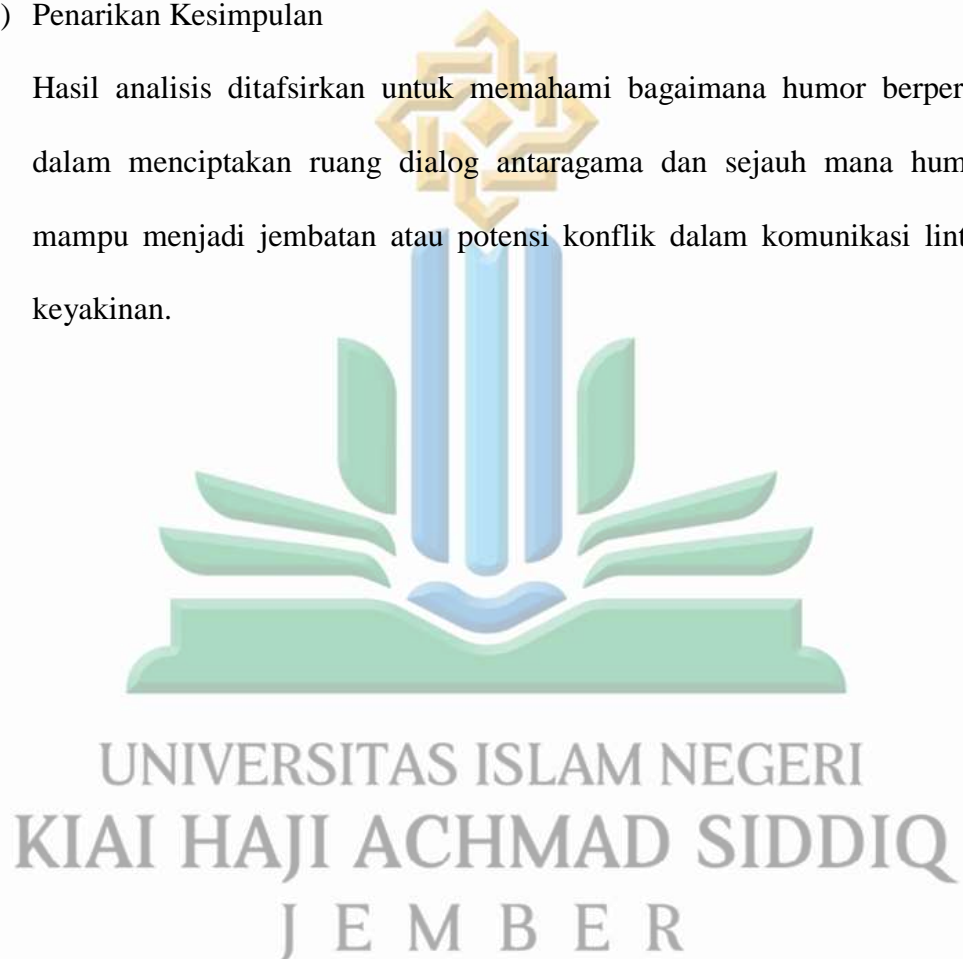 ) Penarikan Kesimpulan
Hasil analisis ditafsirkan untuk memahami bagaimana humor berper
dalam menciptakan ruang dialog antaragama dan sejauh mana hum
mampu menjadi jembatan atau potensi konflik dalam komunikasi lint
keyakinan.
UNIVERSITAS ISLAM NEGERI
KIAI HAJI ACHMAD SIDDIQ
J E M B E R